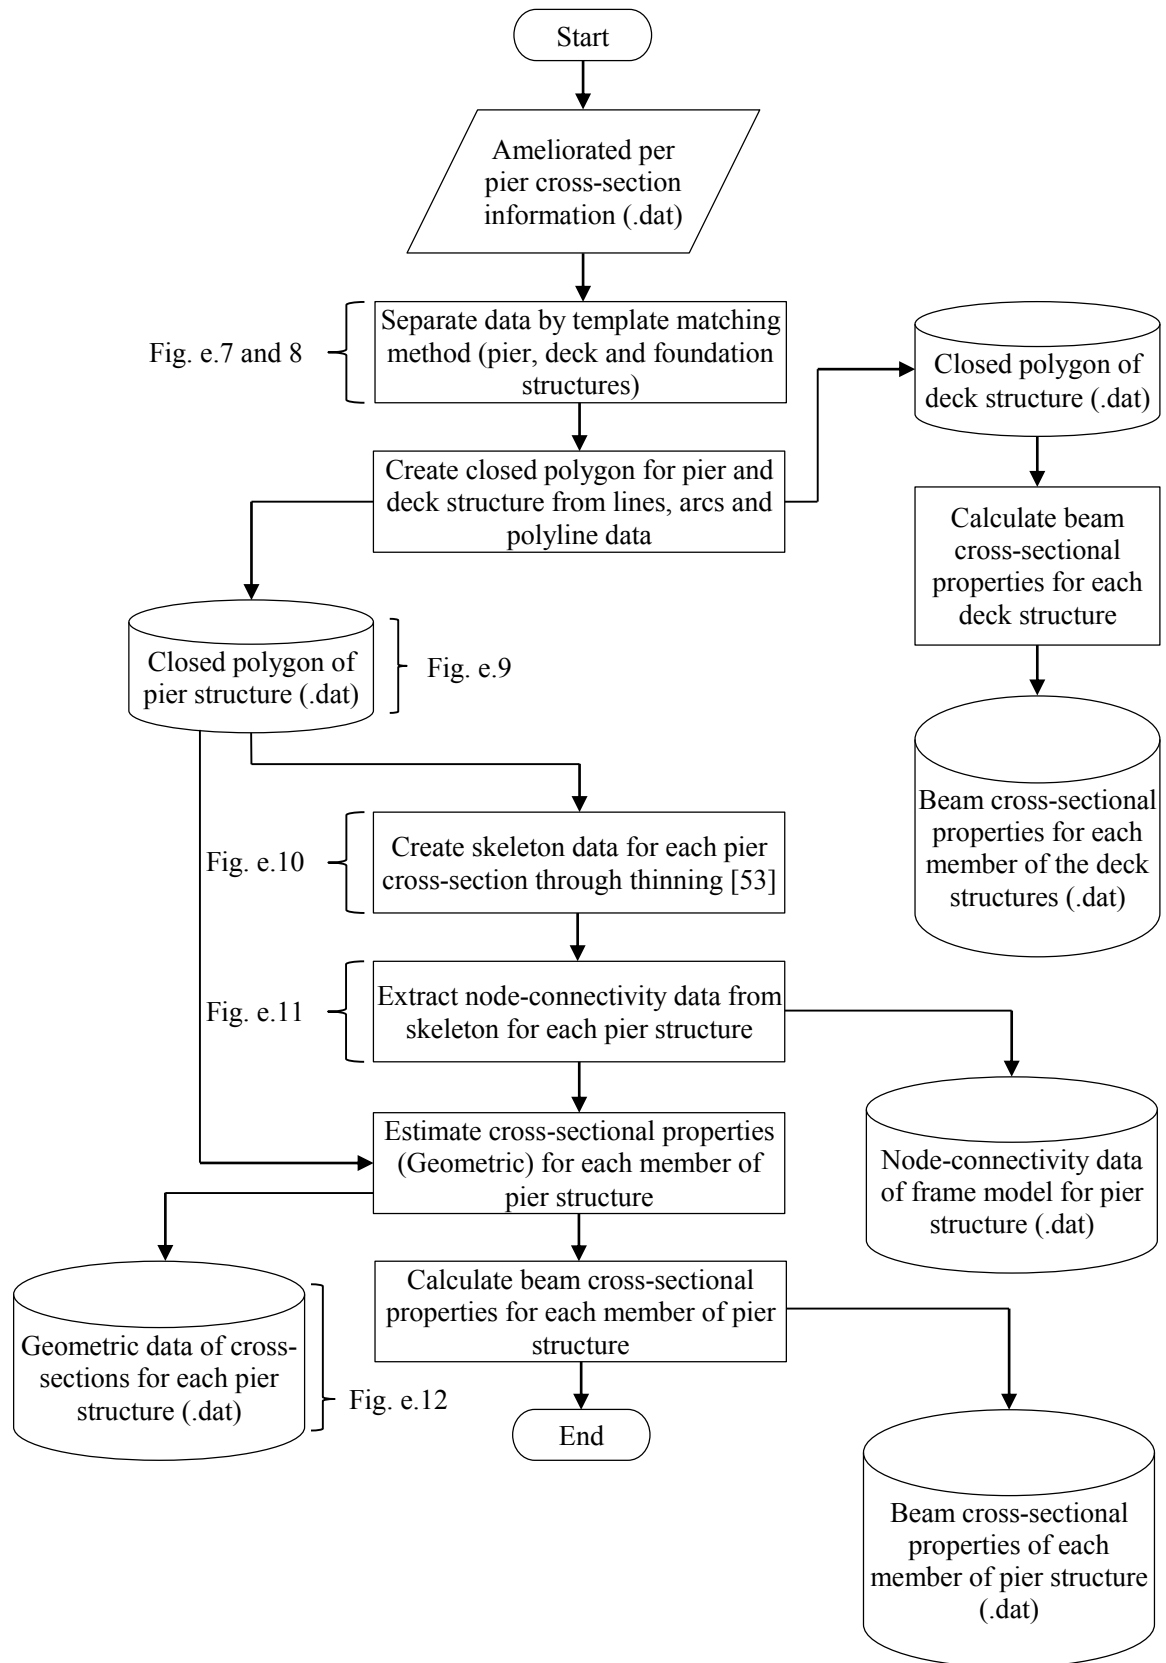 Start
Ameliorated per
pier cross-section
information (.dat)
Fig. e.7 and 8
Separate data by template matching
method (pier, deck and foundation
structures)
Closed polygon of
deck structure (.dat)
Create closed polygon for pier and
deck structure from lines, arcs and
polyline data
Calculate beam
cross-sectional
properties for each
deck structure
Closed polygon of
pier structure (.dat)
Fig. e.9
Beam cross-sectional
properties for each
member of the deck
structures (.dat)
Fig. e.10
Create skeleton data for each pier
cross-section through thinning [53]
Fig. e.11
Extract node-connectivity data from
skeleton for each pier structure
Estimate cross-sectional properties
(Geometric) for each member of
pier structure
Node-connectivity data
of frame model for pier
structure (.dat)
Geometric data of cross-
sections for each pier
structure (.dat)
Fig. e.12
Calculate beam cross-sectional
properties for each member of pier
structure
End
Beam cross-sectional
properties of each
member of pier structure
(.dat)